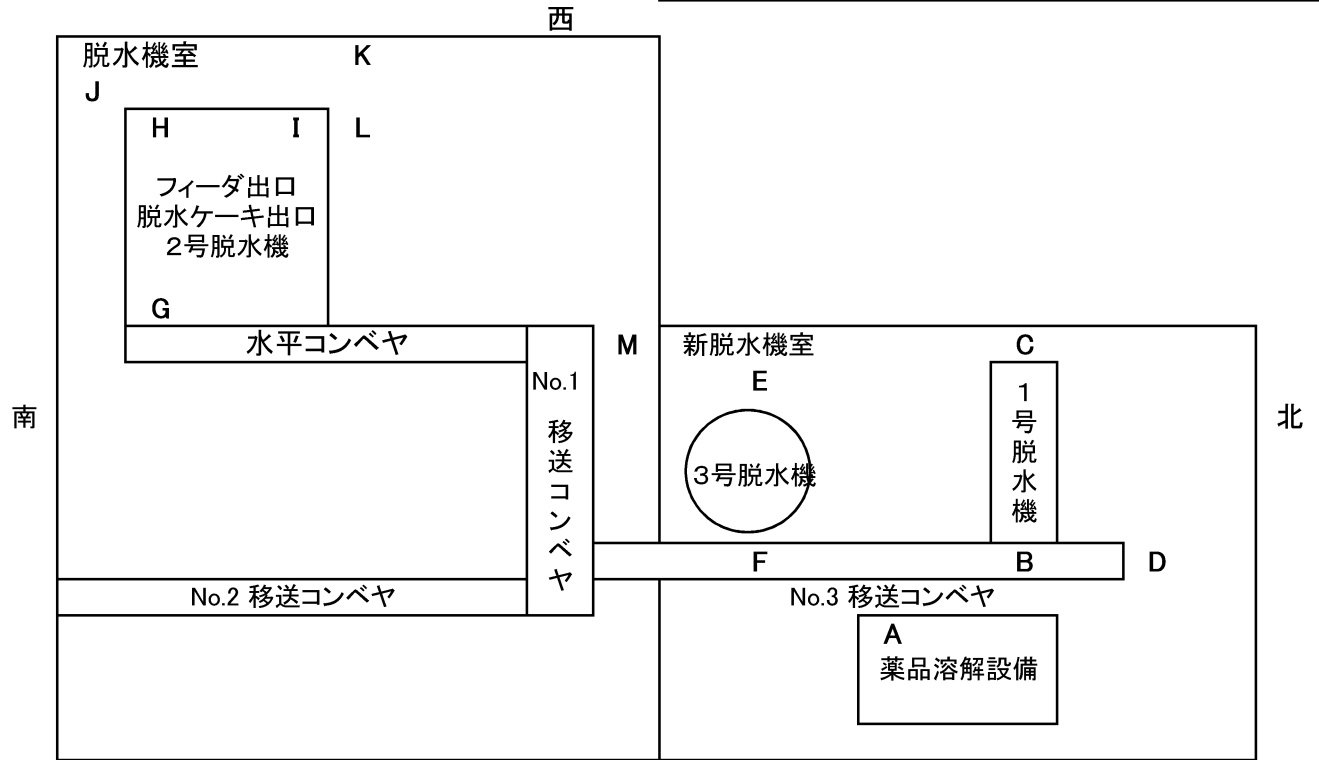 西
脱水機室
K
J
H
I
L
フィーダ出口
脱水ケーキ出口
２号脱水機
G
水平コンベヤ
No.1
移送コンベヤ
M
新脱水機室
C
E
１号脱水機
南
北
３号脱水機
F
B
D
No.2 移送コンベヤ
No.3 移送コンベヤ
A
薬品溶解設備